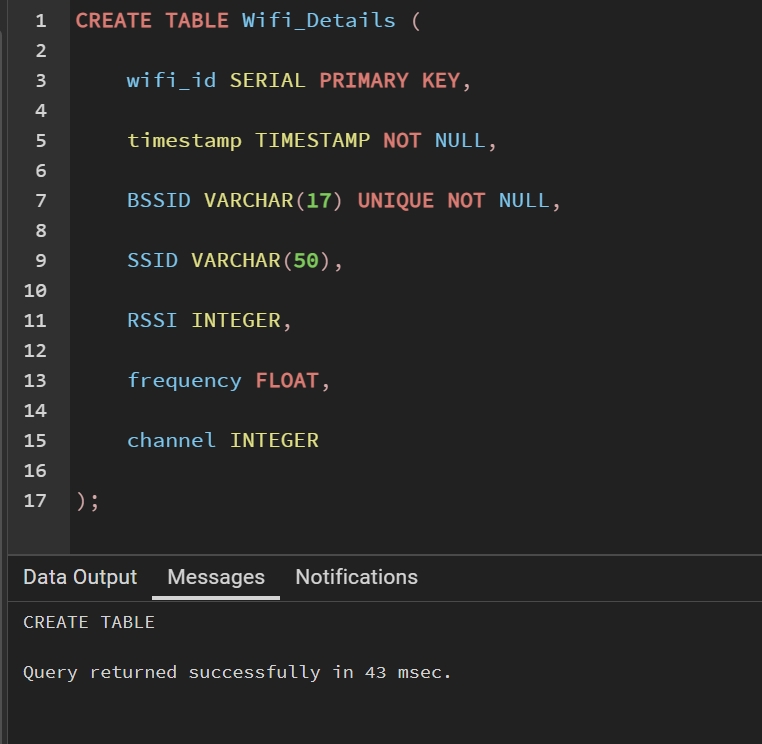 1 CREATE TABLE Wifi_Details (
2
3 wifi_id SERIAL PRIMARY KEY,
4
5 timestamp TIMESTAMP NOT NULL,
6
7 BSSID VARCHAR(17) UNIQUE NOT NULL,
8
9 SSID VARCHAR(50),
10
11 RSSI INTEGER,
12
13 frequency FLOAT,
14
15 channel INTEGER
16
17 );
Data Output Messages Notifications
CREATE TABLE
Query returned successfully in 43 msec.